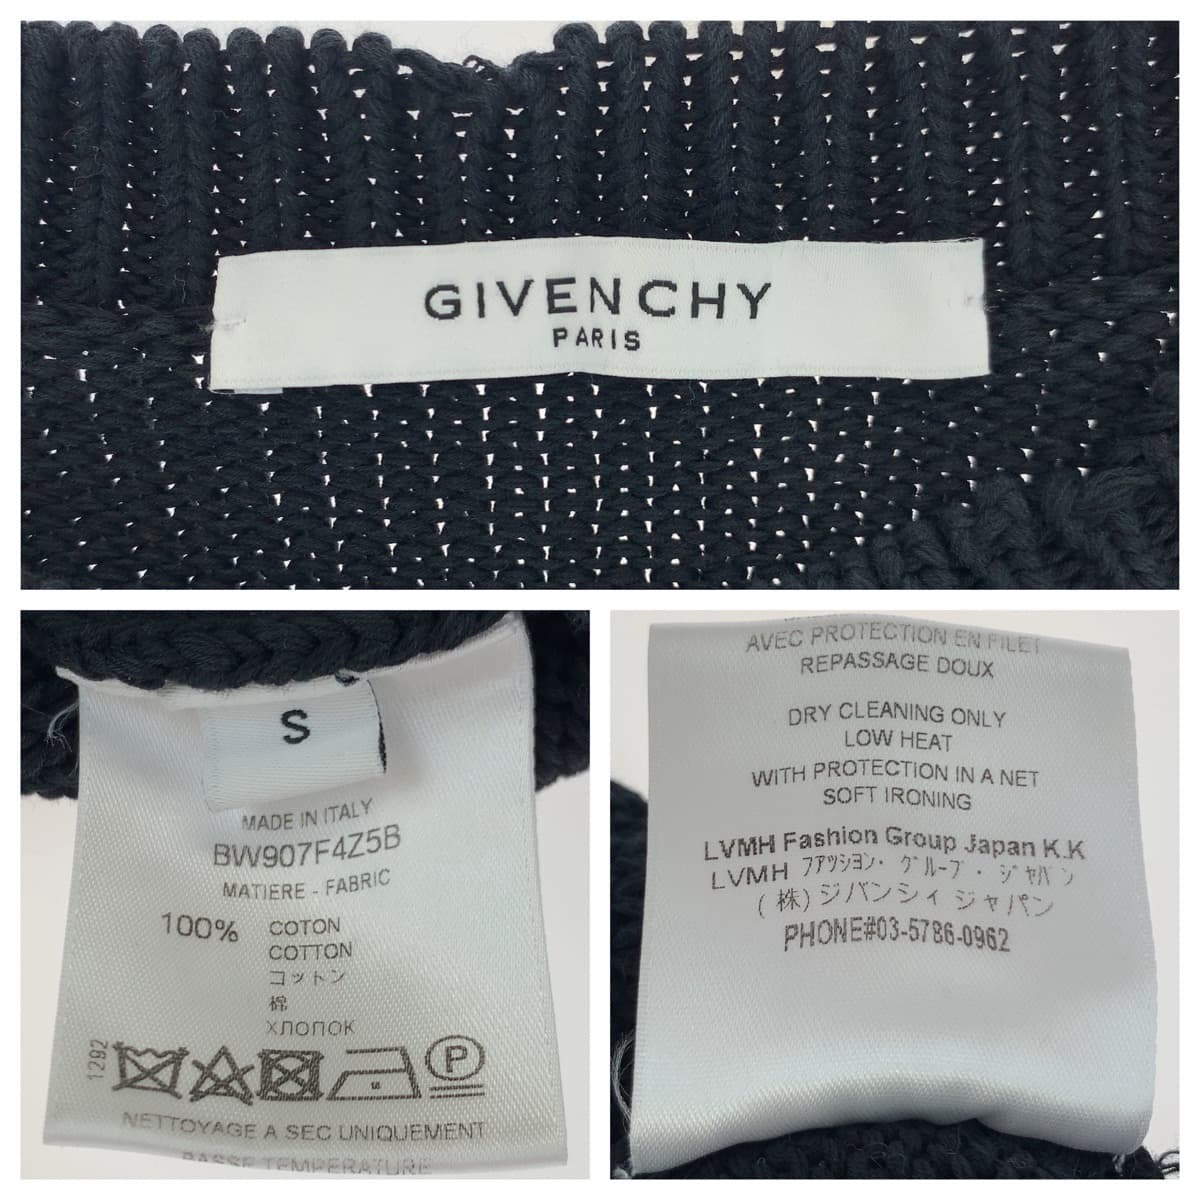 GIVENCHY
PARIS
S
MADE IN ITALY
BW907F4Z5B
MATIERE - FABRIC
100% COTON
COTTON
コットン
棉
ХЛОПОК
1292
P
NETTOYAGE A SEC UNIQUEMENT
BASSE TEMPERATURE
AVEC PROTECTION EN FILET
REPASSAGE DOUX
DRY CLEANING ONLY
LOW HEAT
WITH PROTECTION IN A NET
SOFT IRONING
LVMH Fashion Group Japan K.K
LVMH ファッション・グループ・ジャパン
(株)ジバンシィ ジャパン
PHONE#03-5786-0962